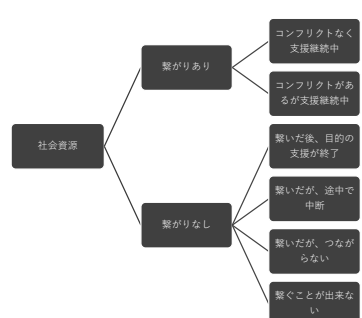 社会資源
繋がりあり
コンフリクトなく
支援継続中
コンフリクトがあ
るが支援継続中
繋がりなし
繋いだ後、目的の
支援が終了
繋いだが、途中で
中断
繋いだが、つなが
らない
繋ぐことが出来な
い